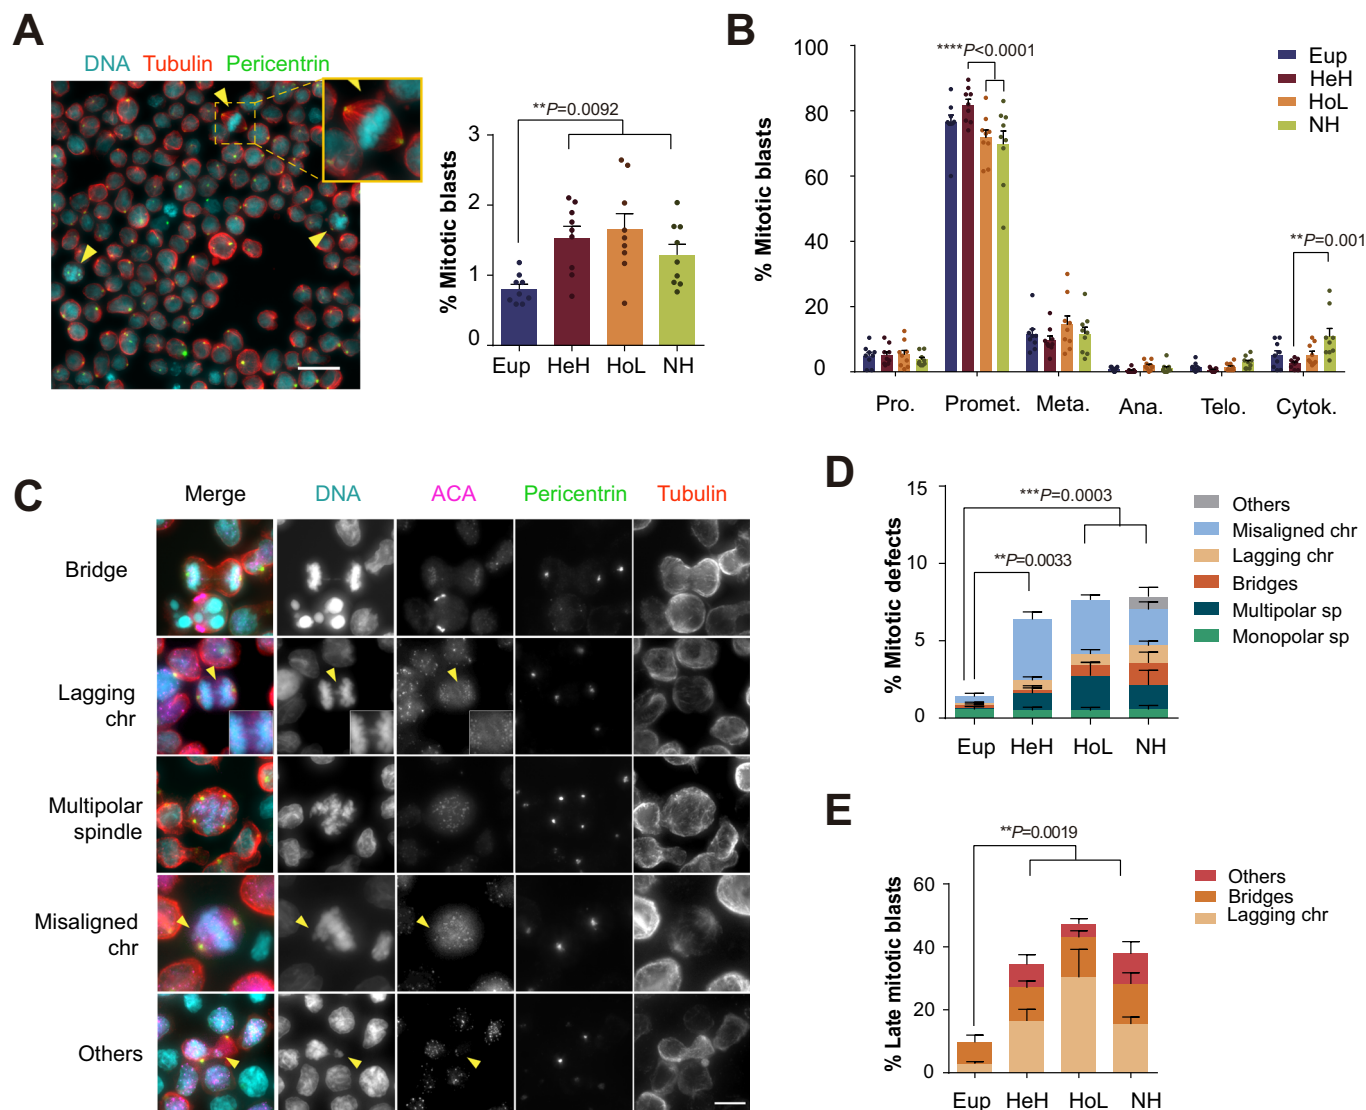 A
DNA Tubulin Pericentrin
**P=0.0092
% Mitotic blasts
3
2
1
0
Eup HeH HoL NH
B
****P<0.0001
Eup
HeH
HoL
NH
**P=0.001
% Mitotic blasts
100
80
60
40
20
0
Pro. Promet. Meta. Ana. Telo. Cytok.
C
Merge DNA ACA Pericentrin Tubulin
Bridge
Lagging
chr
Multipolar
spindle
Misaligned
chr
Others
D
***P=0.0003
**P=0.0033
% Mitotic defects
15
10
5
0
Eup HeH HoL NH
Others
Misaligned chr
Lagging chr
Bridges
Multipolar sp
Monopolar sp
E
**P=0.0019
% Late mitotic blasts
60
40
20
0
Eup HeH HoL NH
Others
Bridges
Lagging chr